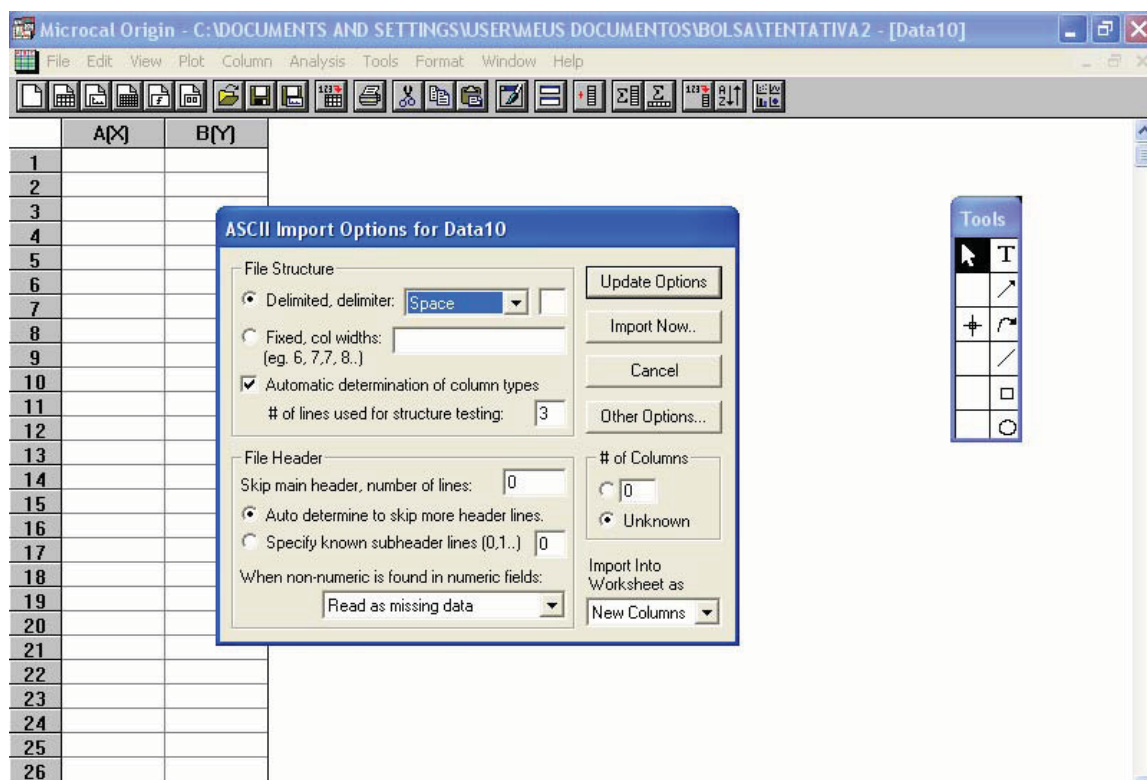 Microcal Origin - C:\DOCUMENTS AND SETTINGS\USER\MEUS DOCUMENTOS\BOLSA\TENTATIVA2 - [Data10]
File Edit View Plot Column Analysis Tools Format Window Help
A(X) B(Y)
1
2
3
4
5
6
7
8
9
10
11
12
13
14
15
16
17
18
19
20
21
22
23
24
25
26
ASCII Import Options for Data10
File Structure
Delimited, delimiter: Space
Fixed, col widths:
(eg. 6, 7,7, 8..)
Automatic determination of column types
# of lines used for structure testing: 3
File Header
Skip main header, number of lines: 0
Auto determine to skip more header lines.
Specify known subheader lines (0,1..) 0
When non-numeric is found in numeric fields:
Read as missing data
Update Options
Import Now..
Cancel
Other Options...
# of Columns
0
Unknown
Import Into
Worksheet as
New Columns
Tools
T